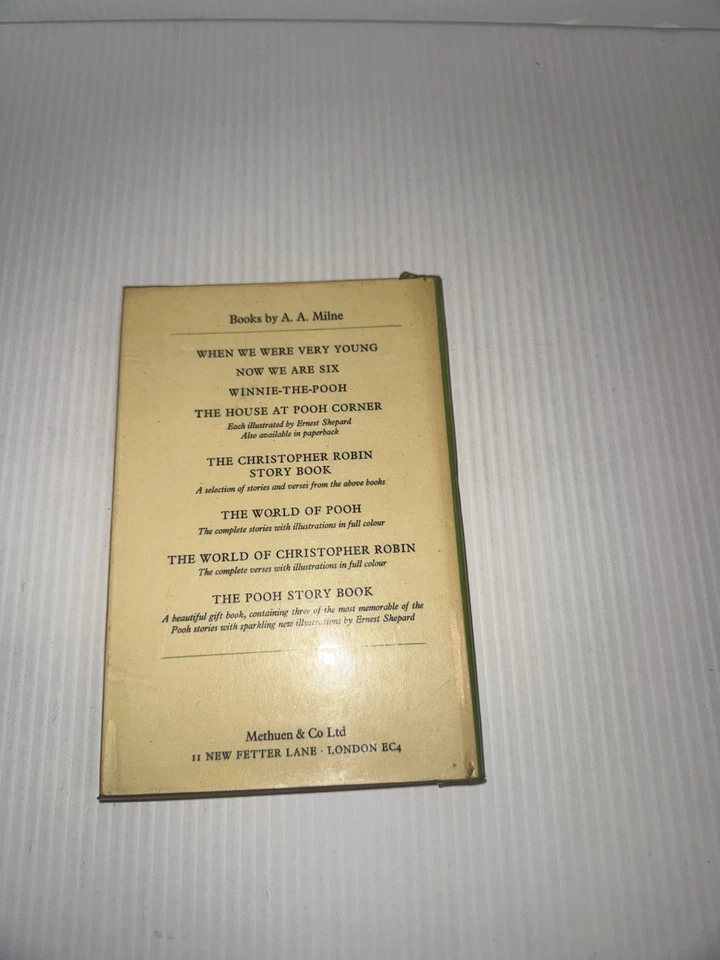 Books by A. A. Milne
WHEN WE WERE VERY YOUNG
NOW WE ARE SIX
WINNIE-THE-POOH
THE HOUSE AT POOH CORNER
Each illustrated by Ernest Shepard
Also available in paperback
THE CHRISTOPHER ROBIN
STORY BOOK
A selection of stories and verses from the above books
THE WORLD OF POOH
The complete stories with illustrations in full colour
THE WORLD OF CHRISTOPHER ROBIN
The complete verses with illustrations in full colour
THE POOH STORY BOOK
A beautiful gift book, containing three of the most memorable of the
Pooh stories with sparkling new illustrations by Ernest Shepard
Methuen & Co Ltd
11 NEW FETTER LANE · LONDON EC4